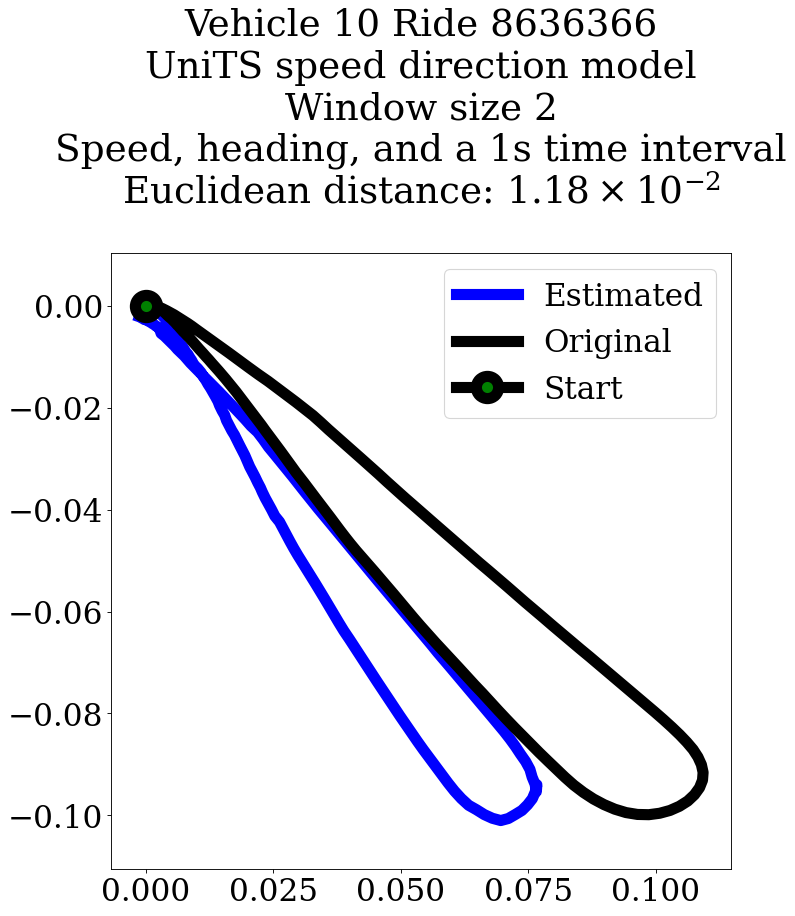 Vehicle 10 Ride 8636366
UniTS speed direction model
Window size 2
Speed, heading, and a 1s time interval
Euclidean distance: 1.18 × 10⁻²
Estimated
Original
Start
0.00
−0.02
−0.04
−0.06
−0.08
−0.10
0.000 0.025 0.050 0.075 0.100